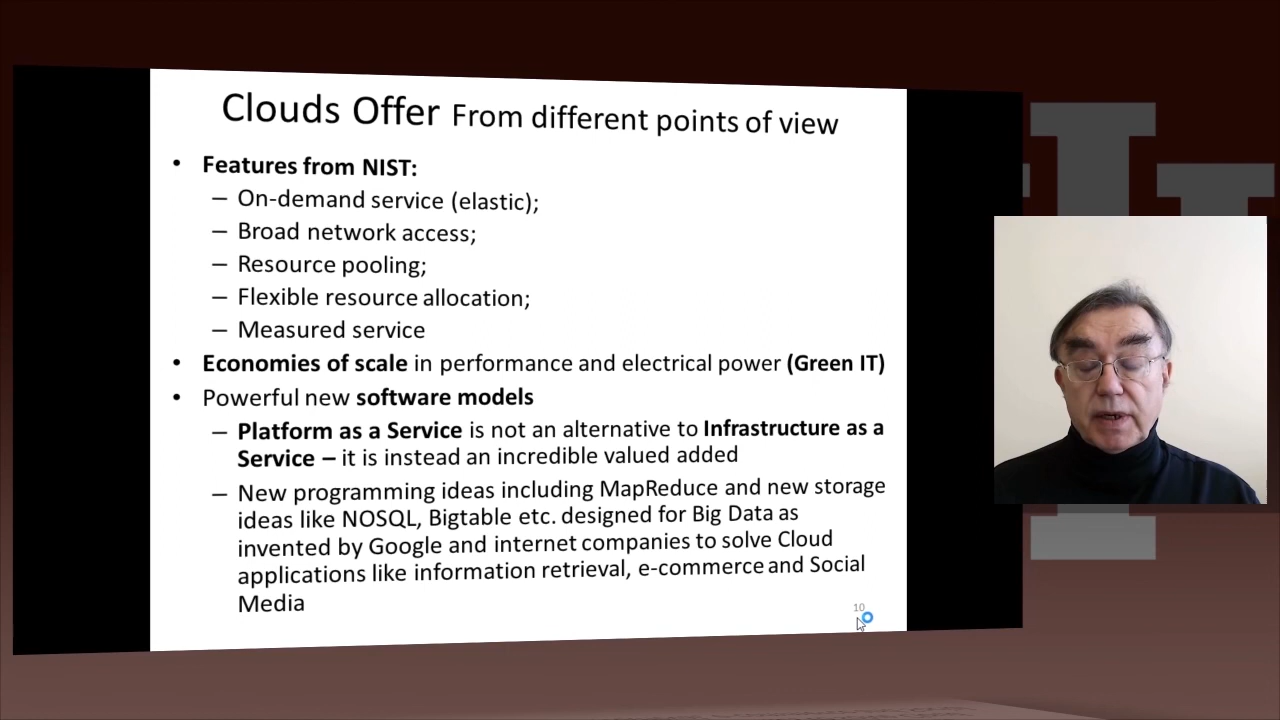 Clouds Offer From different points of view
• Features from NIST:
– On-demand service (elastic);
– Broad network access;
– Resource pooling;
– Flexible resource allocation;
– Measured service
• Economies of scale in performance and electrical power (Green IT)
• Powerful new software models
– Platform as a Service is not an alternative to Infrastructure as a
Service – it is instead an incredible valued added
– New programming ideas including MapReduce and new storage
ideas like NOSQL, Bigtable etc. designed for Big Data as
invented by Google and internet companies to solve Cloud
applications like information retrieval, e-commerce and Social
Media
10